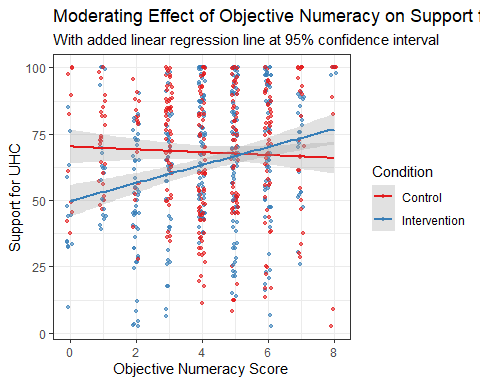 Moderating Effect of Objective Numeracy on Support
With added linear regression line at 95% confidence interval
100
75
50
25
0
Support for UHC
0 2 4 6 8
Objective Numeracy Score
Condition
Control
Intervention